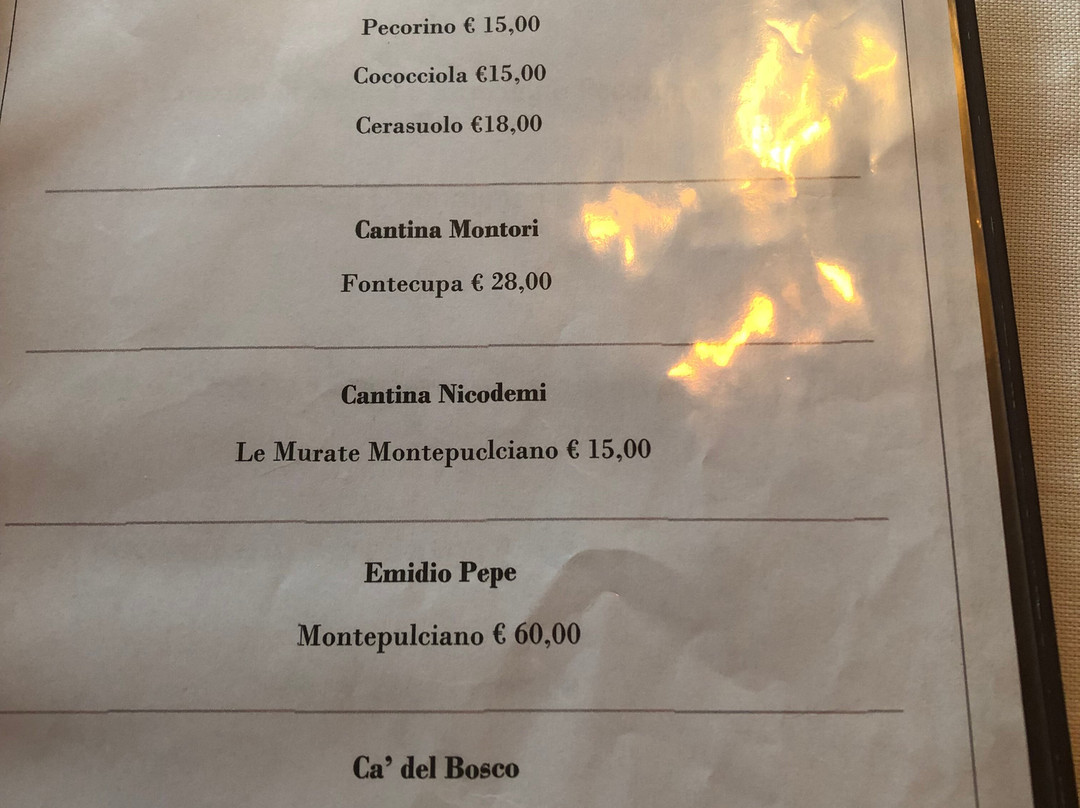 Pecorino € 15,00
Cococciola €15,00
Cerasuolo €18,00
Cantina Montori
Fontecupa € 28,00
Cantina Nicodemi
Le Murate Montepuclciano € 15,00
Emidio Pepe
Montepulciano € 60,00
Ca’ del Bosco